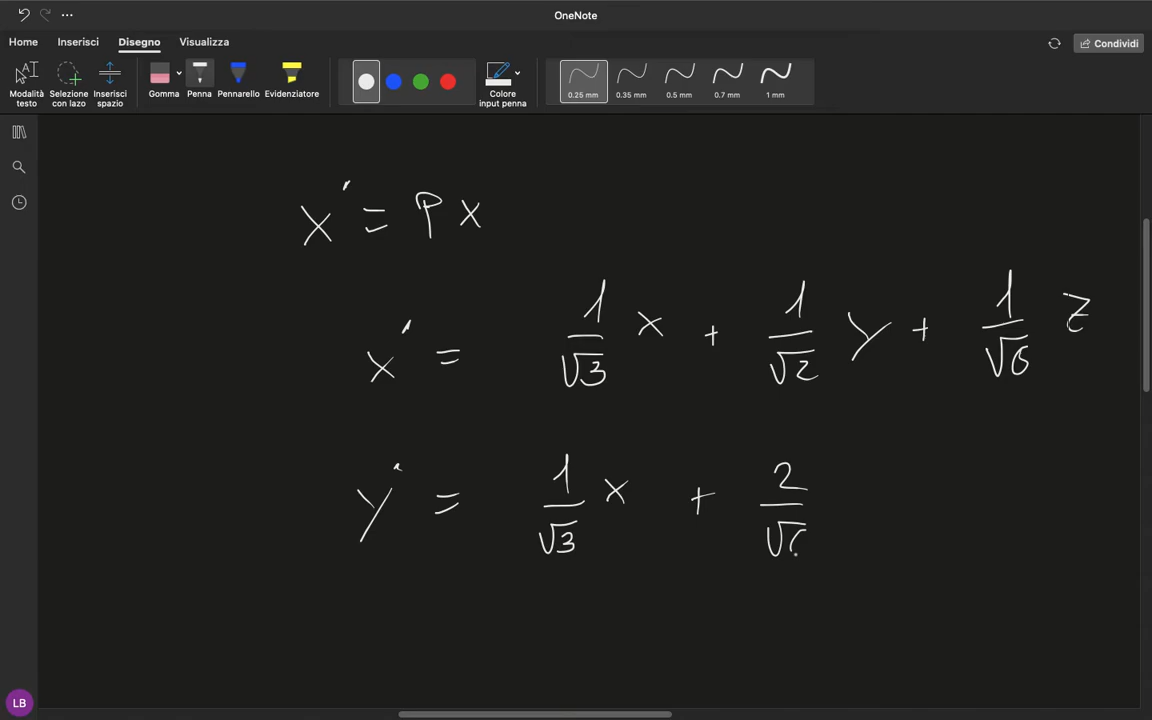 OneNote
Home Inserisci Disegno Visualizza
Condividi
Modalità testo Selezione con lazo Inserisci spazio Gomma Penna Pennarello Evidenziatore Colore input penna 0.25 mm 0.35 mm 0.5 mm 0.7 mm 1 mm
x' = P x
x' = 1/√3 x + 1/√2 y + 1/√6 z
y' = 1/√3 x + 2/√
LB